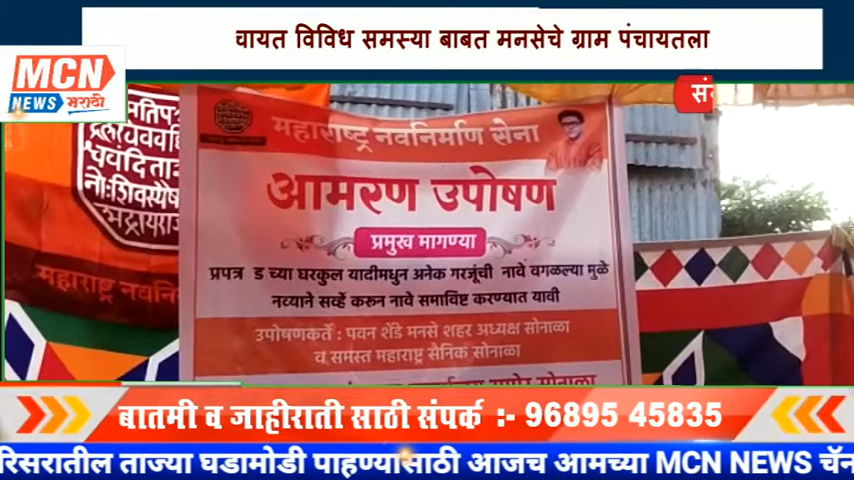 चायत विविध समस्या बाबत मनसेचे ग्राम पंचायतला
MCN
NEWS मराठी
महाराष्ट्र नवनिर्माण सेना
आमरण उपोषण
प्रमुख मागण्या
प्रपत्र ड च्या घरकुल यादीमधुन अनेक गरजूंची नावे वगळल्या मुळे
नव्याने सर्व्हे करून नावे समाविष्ट करण्यात यावी
उपोषणकर्ते : पवन शेंडे मनसे शहर अध्यक्ष सोनाळा
व समस्त महाराष्ट्र सैनिक सोनाळा
महाराष्ट्र नवनि
बातमी व जाहीराती साठी संपर्क :- 96895 45835
रिसरातील ताज्या घडामोडी पाहण्यासाठी आजच आमच्या MCN NEWS चॅन